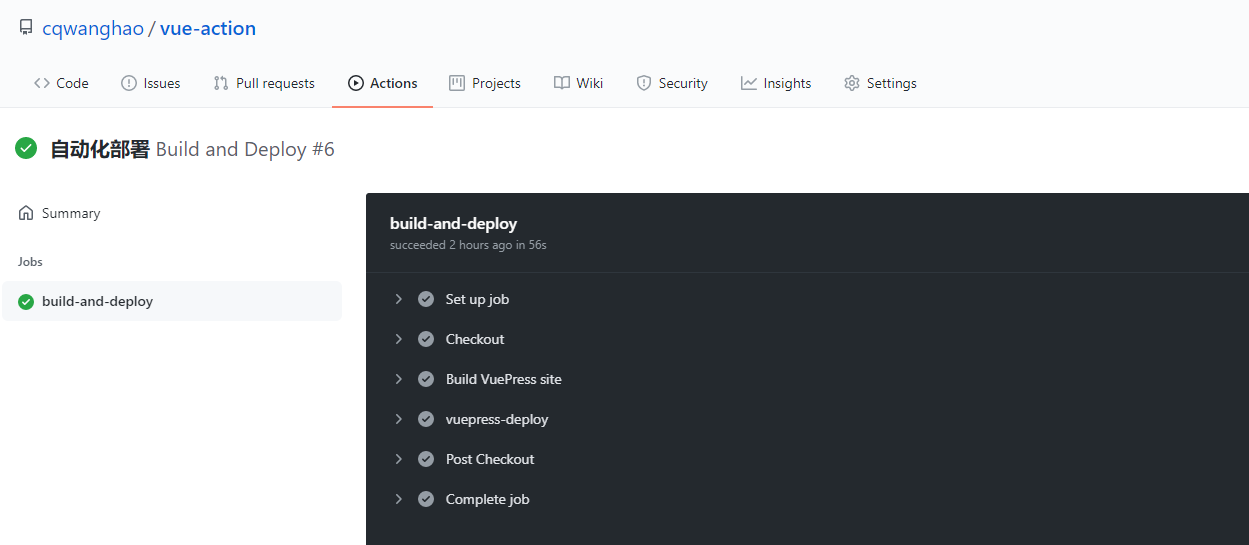 cqwanghao / vue-action
Code Issues Pull requests Actions Projects Wiki Security Insights Settings
自动化部署 Build and Deploy #6
Summary
Jobs
build-and-deploy
build-and-deploy
succeeded 2 hours ago in 56s
Set up job
Checkout
Build VuePress site
vuepress-deploy
Post Checkout
Complete job